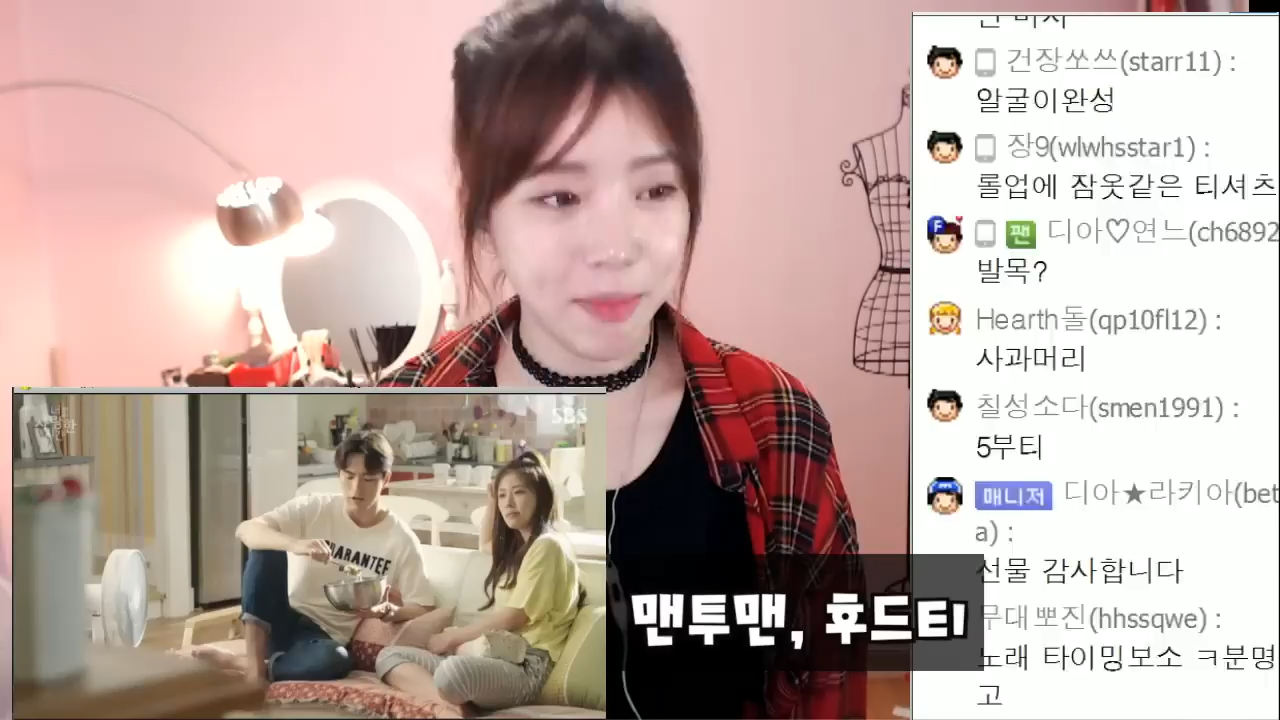 건장쏘쓰(starr11) :
알굴이완성
장9(wlwhsstar1) :
롤업에 잠옷같은 티셔츠
F
팬 디아♡연느(ch6892
발목?
Hearth돌(qp10fl12) :
사과머리
칠성소다(smen1991) :
5부티
매니저 디아★라키아(bet
a) :
선물 감사합니다
무대뽀진(hhssqwe) :
노래 타이밍보소 ㅋ분명
고
SBS
GUARANTEE
맨투맨, 후드티